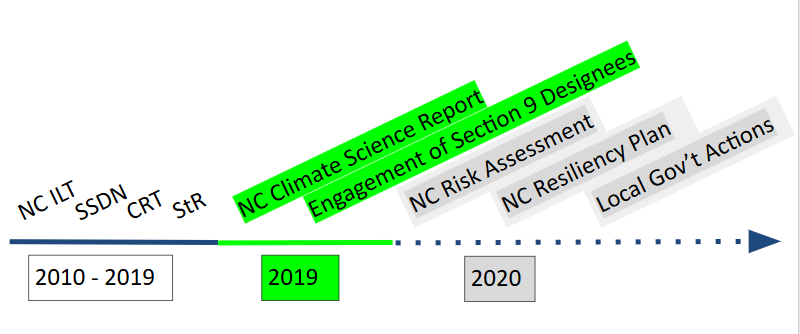 NC ILT
SSDN
CRT
StR
NC Climate Science Report
Engagement of Section 9 Designees
NC Risk Assessment
NC Resiliency Plan
Local Gov't Actions
2010 - 2019
2019
2020